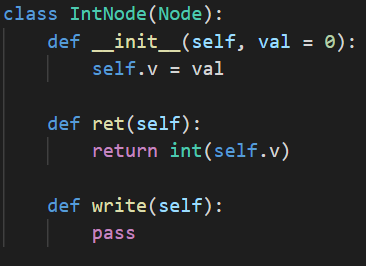 class IntNode(Node):
    def __init__(self, val = 0):
        self.v = val

    def ret(self):
        return int(self.v)

    def write(self):
        pass